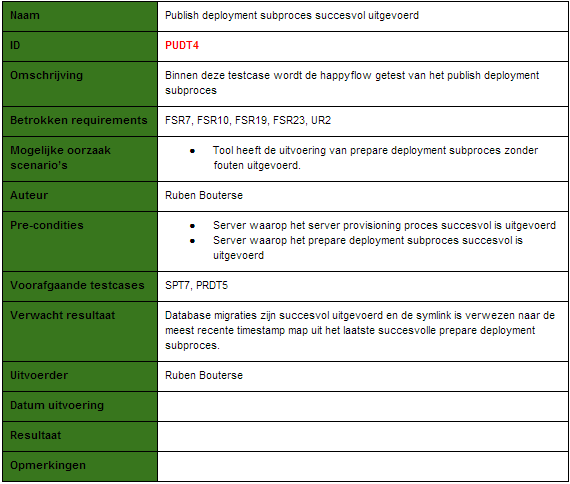 Naam
Publish deployment subproces succesvol uitgevoerd
ID
PUDT4
Omschrijving
Binnen deze testcase wordt de happyflow getest van het publish deployment
subproces
Betrokken requirements
FSR7, FSR10, FSR19, FSR23, UR2
Mogelijke oorzaak
scenario's
● Tool heeft de uitvoering van prepare deployment subproces zonder
fouten uitgevoerd.
Auteur
Ruben Bouterse
Pre-condities
● Server waarop het server provisioning proces succesvol is uitgevoerd
● Server waarop het prepare deployment subproces succesvol is
uitgevoerd
Voorafgaande testcases
SPT7, PRDT5
Verwacht resultaat
Database migraties zijn succesvol uitgevoerd en de symlink is verwezen naar de
meest recente timestamp map uit het laatste succesvolle prepare deployment
subproces.
Uitvoerder
Ruben Bouterse
Datum uitvoering
Resultaat
Opmerkingen